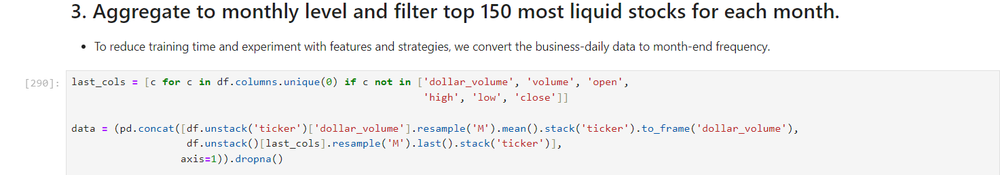 3. Aggregate to monthly level and filter top 150 most liquid stocks for each month.
• To reduce training time and experiment with features and strategies, we convert the business-daily data to month-end frequency.
[290]: last_cols = [c for c in df.columns.unique(0) if c not in ['dollar_volume', 'volume', 'open',
'high', 'low', 'close']]
data = (pd.concat([df.unstack('ticker')['dollar_volume'].resample('M').mean().stack('ticker').to_frame('dollar_volume'),
df.unstack()[last_cols].resample('M').last().stack('ticker')],
axis=1)).dropna()